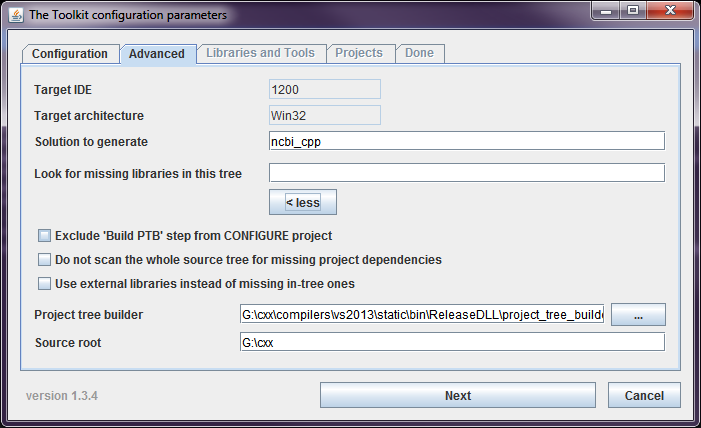 The Toolkit configuration parameters
Configuration Advanced Libraries and Tools Projects Done
Target IDE 1200
Target architecture Win32
Solution to generate ncbi_cpp
Look for missing libraries in this tree
< less
Exclude 'Build PTB' step from CONFIGURE project
Do not scan the whole source tree for missing project dependencies
Use external libraries instead of missing in-tree ones
Project tree builder G:\cxx\compilers\vs2013\static\bin\ReleaseDLL\project_tree_builde ...
Source root G:\cxx
version 1.3.4 Next Cancel